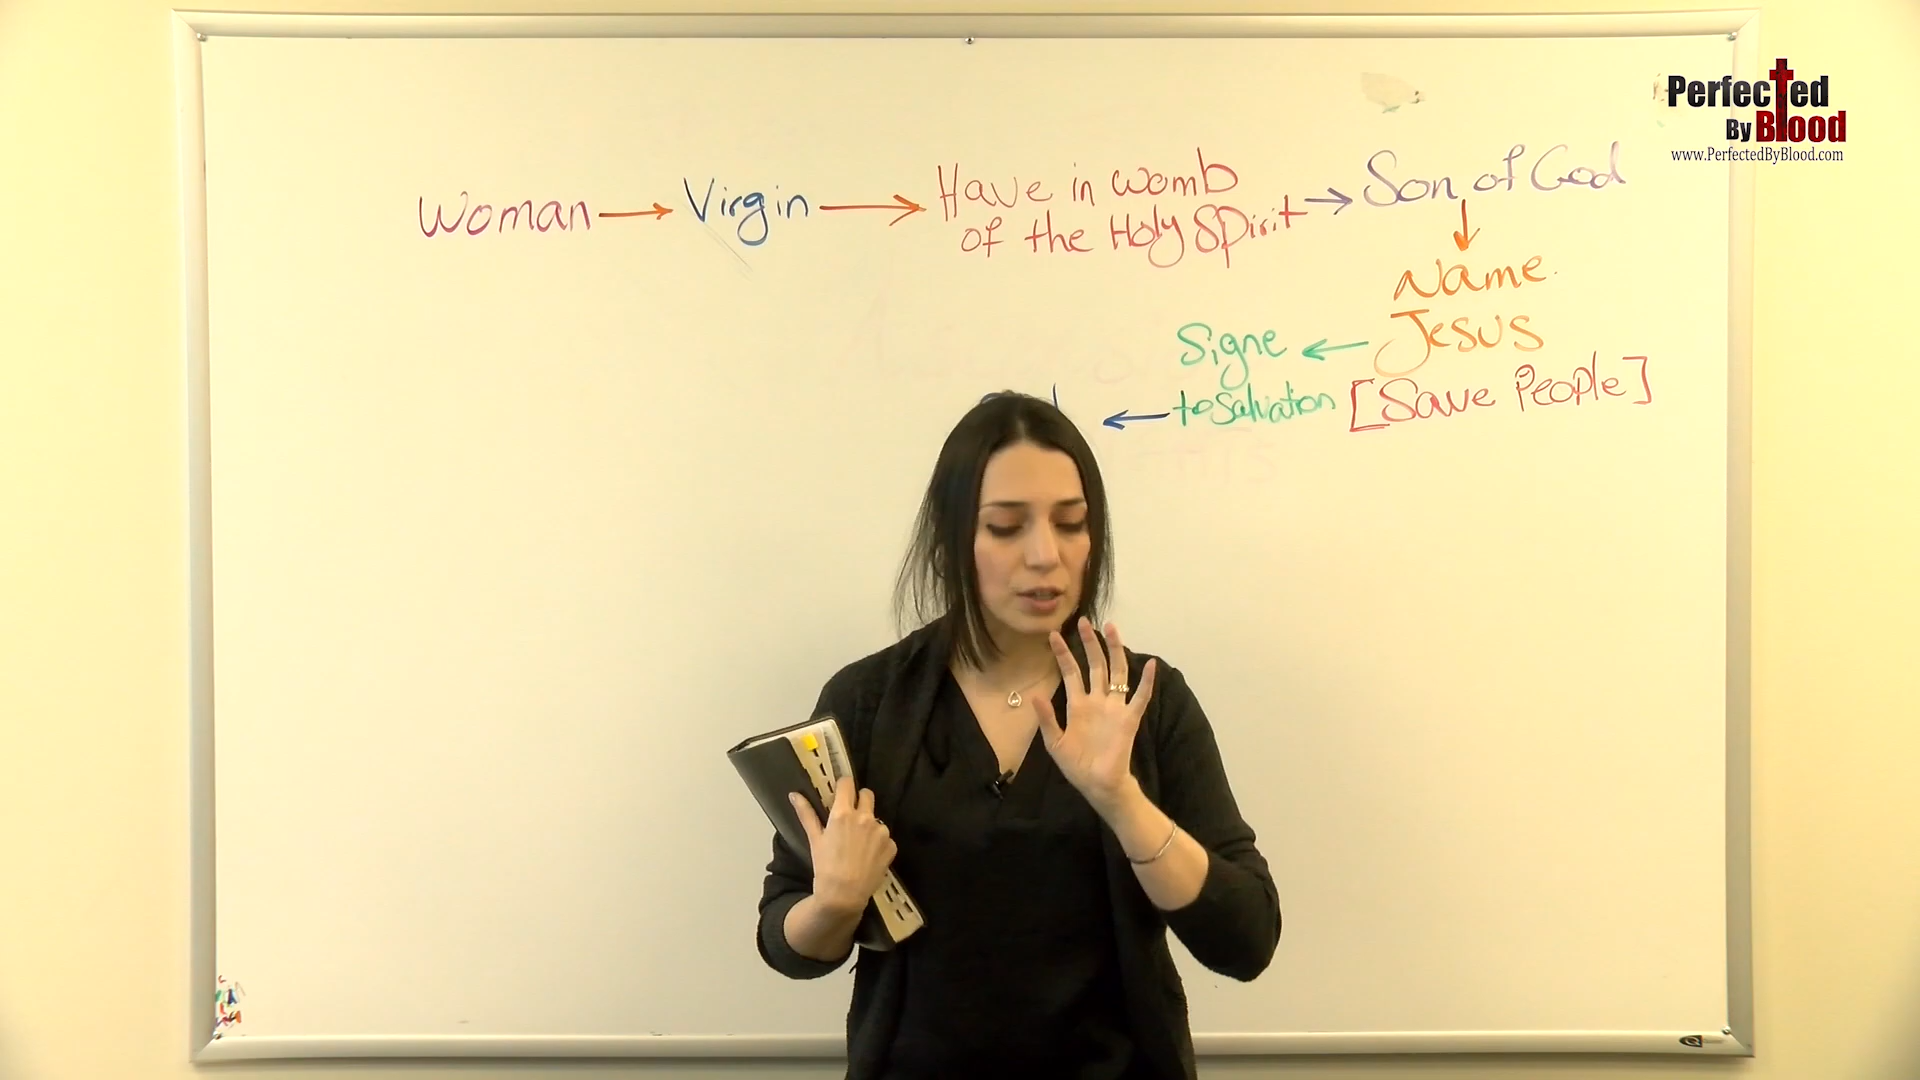 Perfected
By Blood
www.PerfectedByBlood.com
Woman → Virgin → Have in womb
of the Holy Spirit → Son of God
Name
Jesus
[Save People]
Signe
to Salvation